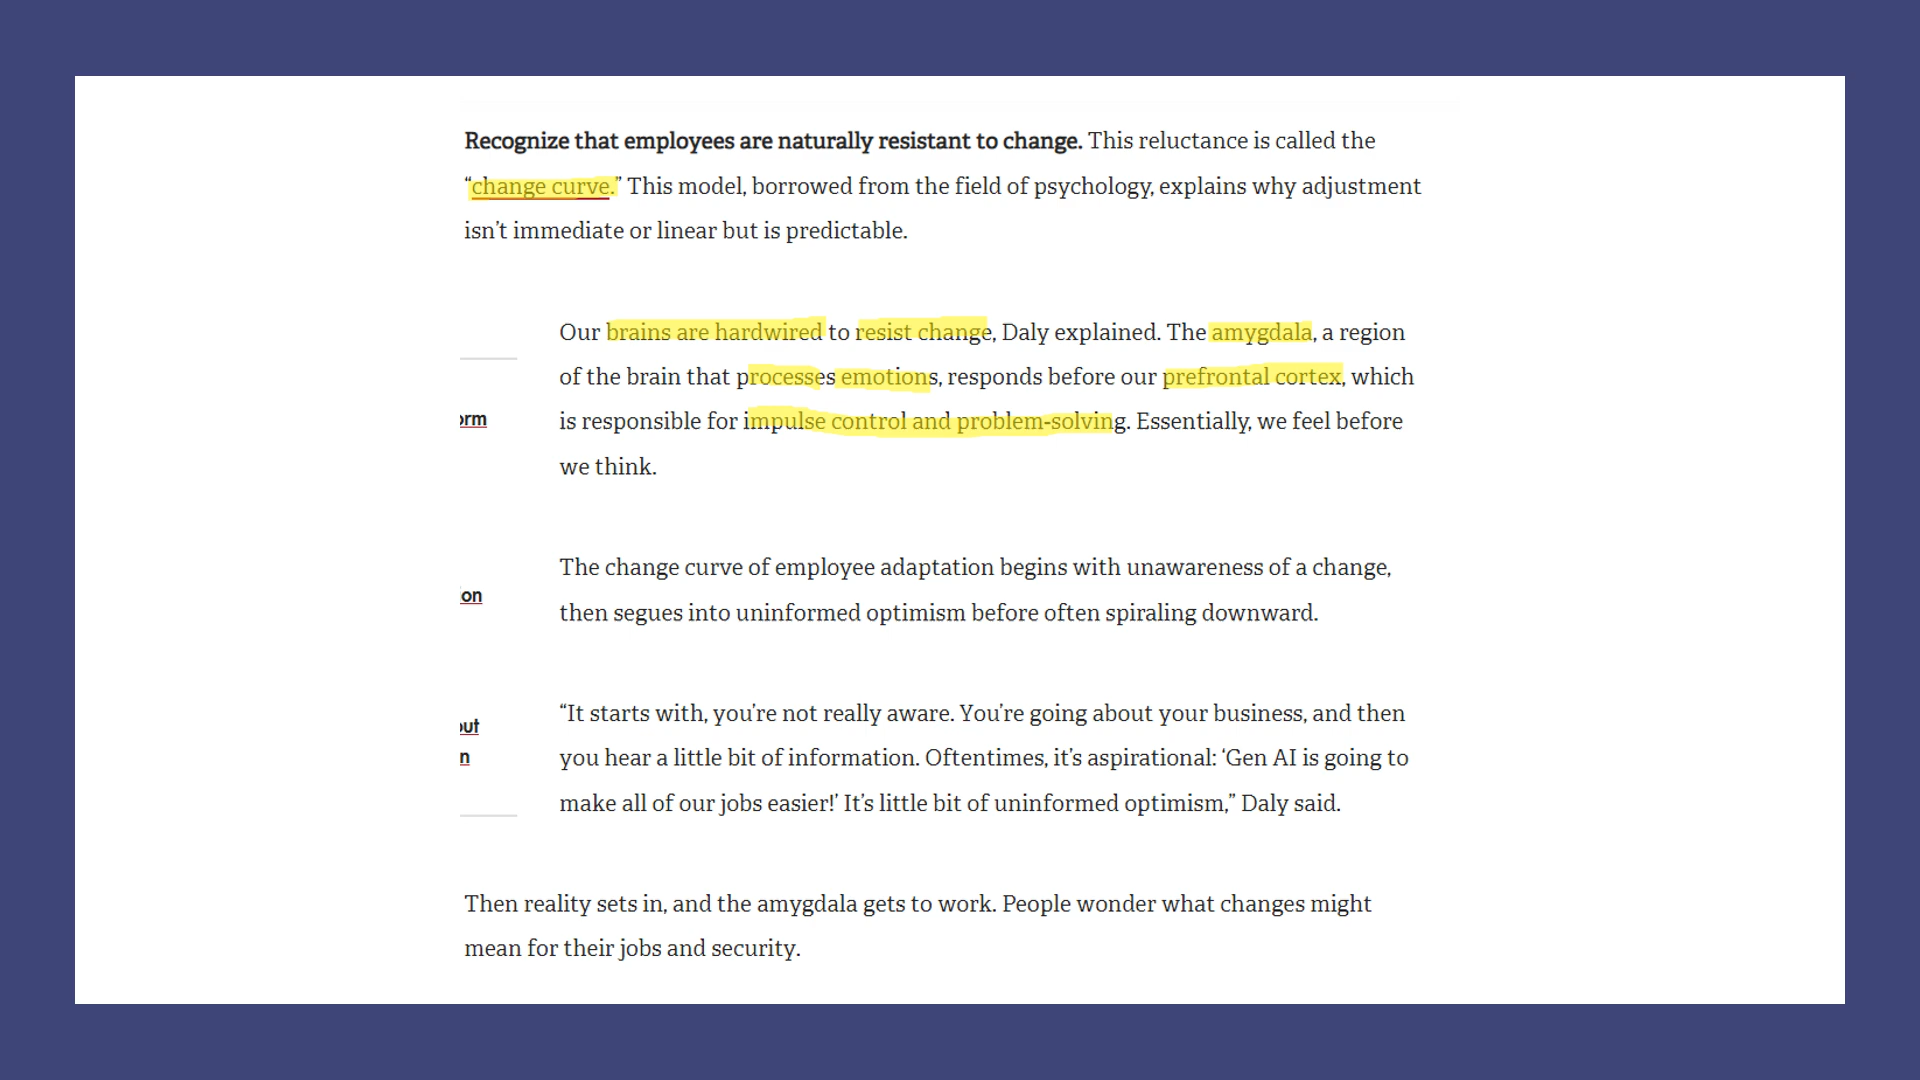 Recognize that employees are naturally resistant to change. This reluctance is called the
“change curve.” This model, borrowed from the field of psychology, explains why adjustment
isn’t immediate or linear but is predictable.
Our brains are hardwired to resist change, Daly explained. The amygdala, a region
of the brain that processes emotions, responds before our prefrontal cortex, which
orm
is responsible for impulse control and problem-solving. Essentially, we feel before
we think.
The change curve of employee adaptation begins with unawareness of a change,
on
then segues into uninformed optimism before often spiraling downward.
“It starts with, you’re not really aware. You’re going about your business, and then
out
you hear a little bit of information. Oftentimes, it’s aspirational: ‘Gen AI is going to
n
make all of our jobs easier!’ It’s little bit of uninformed optimism,” Daly said.
Then reality sets in, and the amygdala gets to work. People wonder what changes might
mean for their jobs and security.